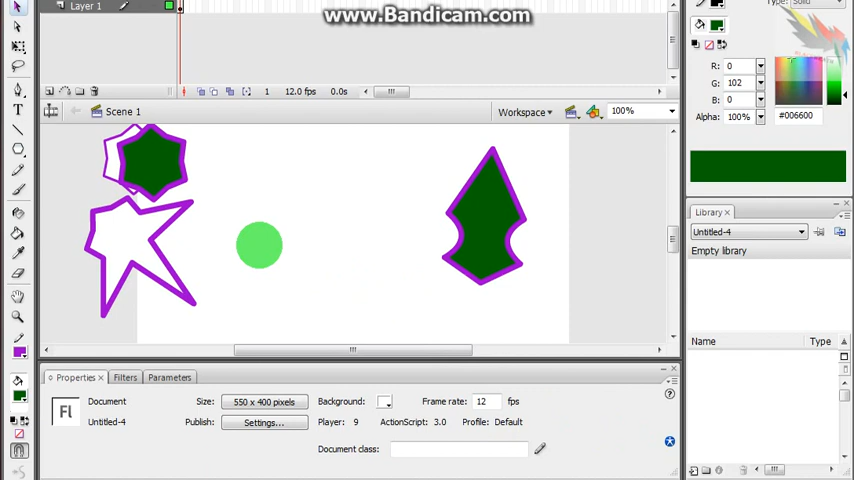 www.Bandicam.com
Layer 1
1 12.0 fps 0.0s
Scene 1
Workspace
100%
Type: Solid
R: 0
G: 102
B: 0
Alpha: 100%
#006600
Library
Untitled-4
Empty library
Name Type
Properties Filters Parameters
Fl
Document
Untitled-4
Size: 550 x 400 pixels
Publish: Settings...
Background:
Frame rate: 12 fps
Player: 9 ActionScript: 3.0 Profile: Default
Document class: